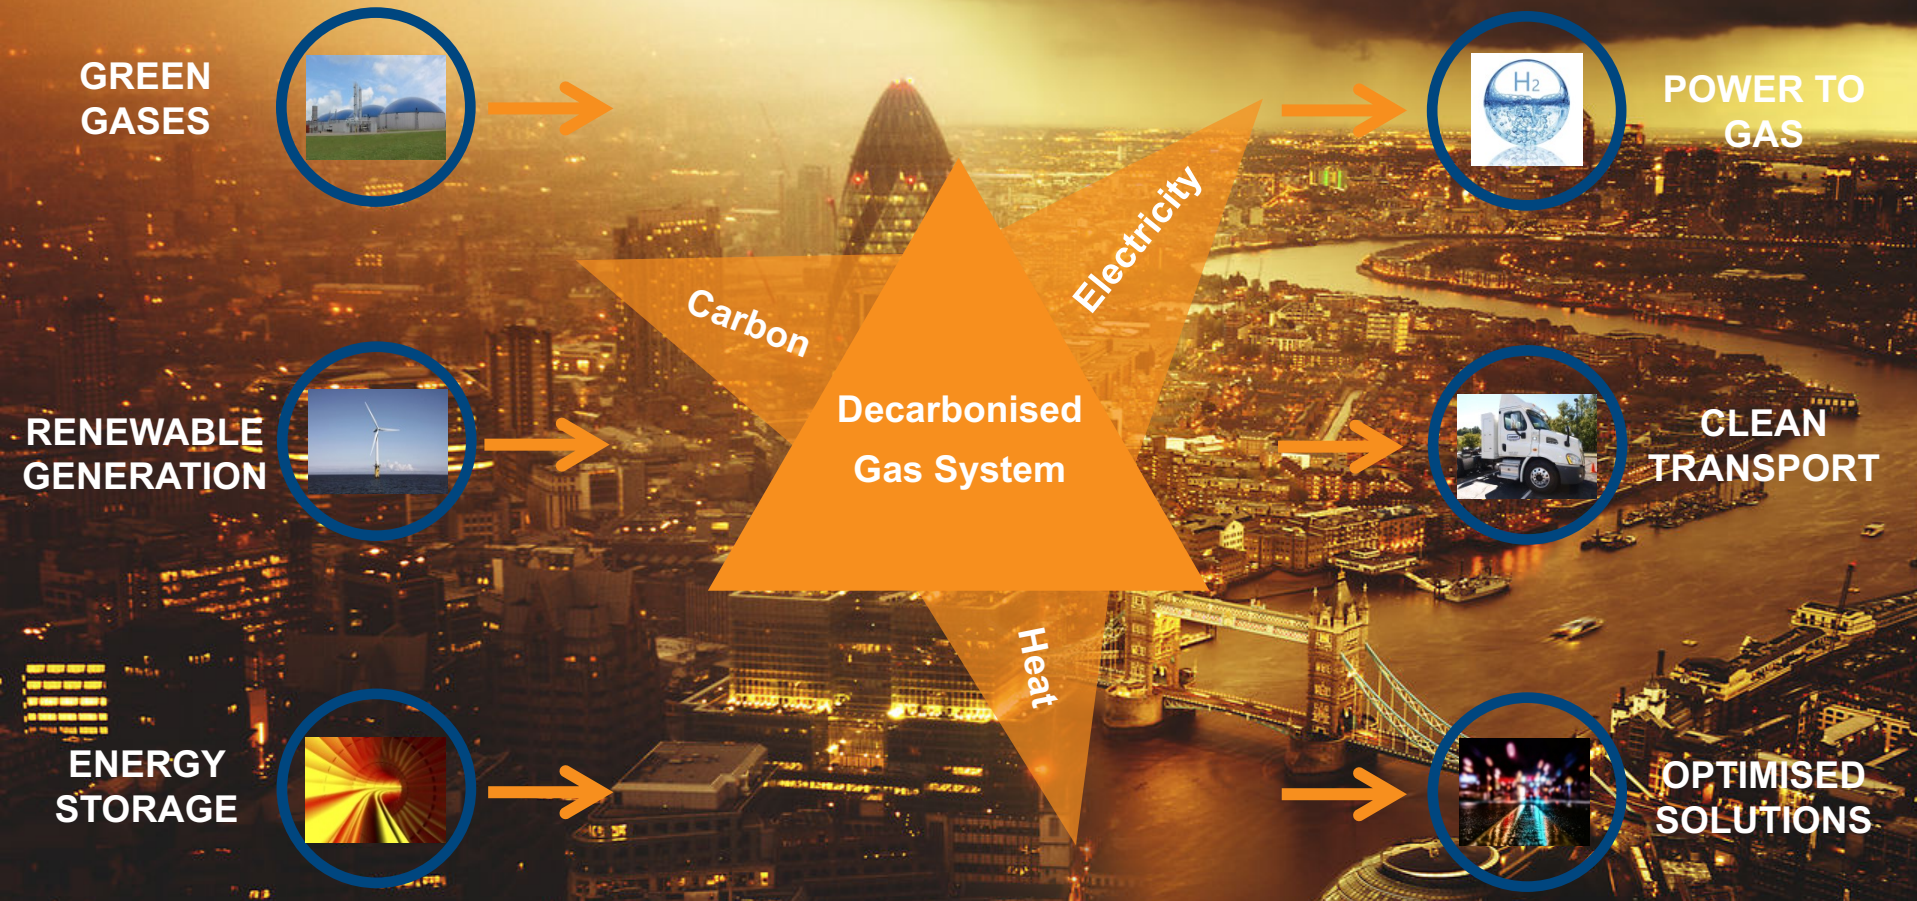 GREEN
GASES
H2
POWER TO
GAS
Electricity
Carbon
Decarbonised
Gas System
RENEWABLE
GENERATION
CLEAN
TRANSPORT
Heat
ENERGY
STORAGE
OPTIMISED
SOLUTIONS